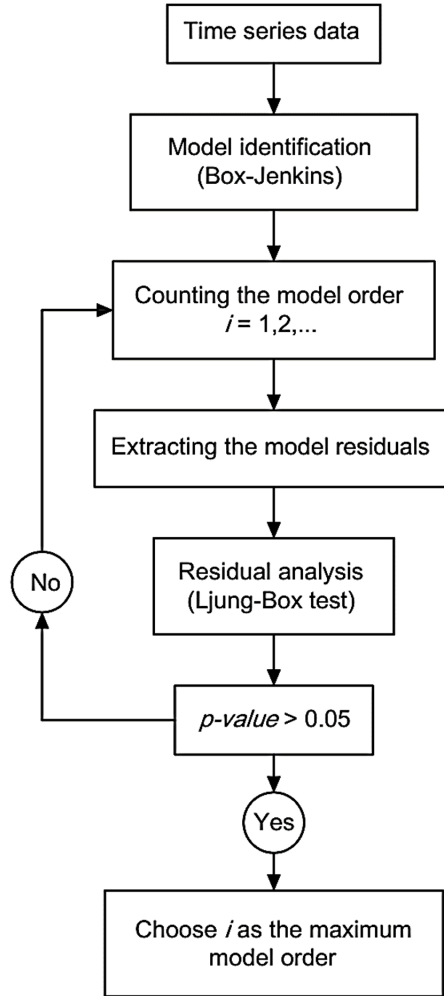 Time series data
Model identification
(Box-Jenkins)
Counting the model order
i = 1,2,...
Extracting the model residuals
Residual analysis
(Ljung-Box test)
No
p-value > 0.05
Yes
Choose i as the maximum
model order